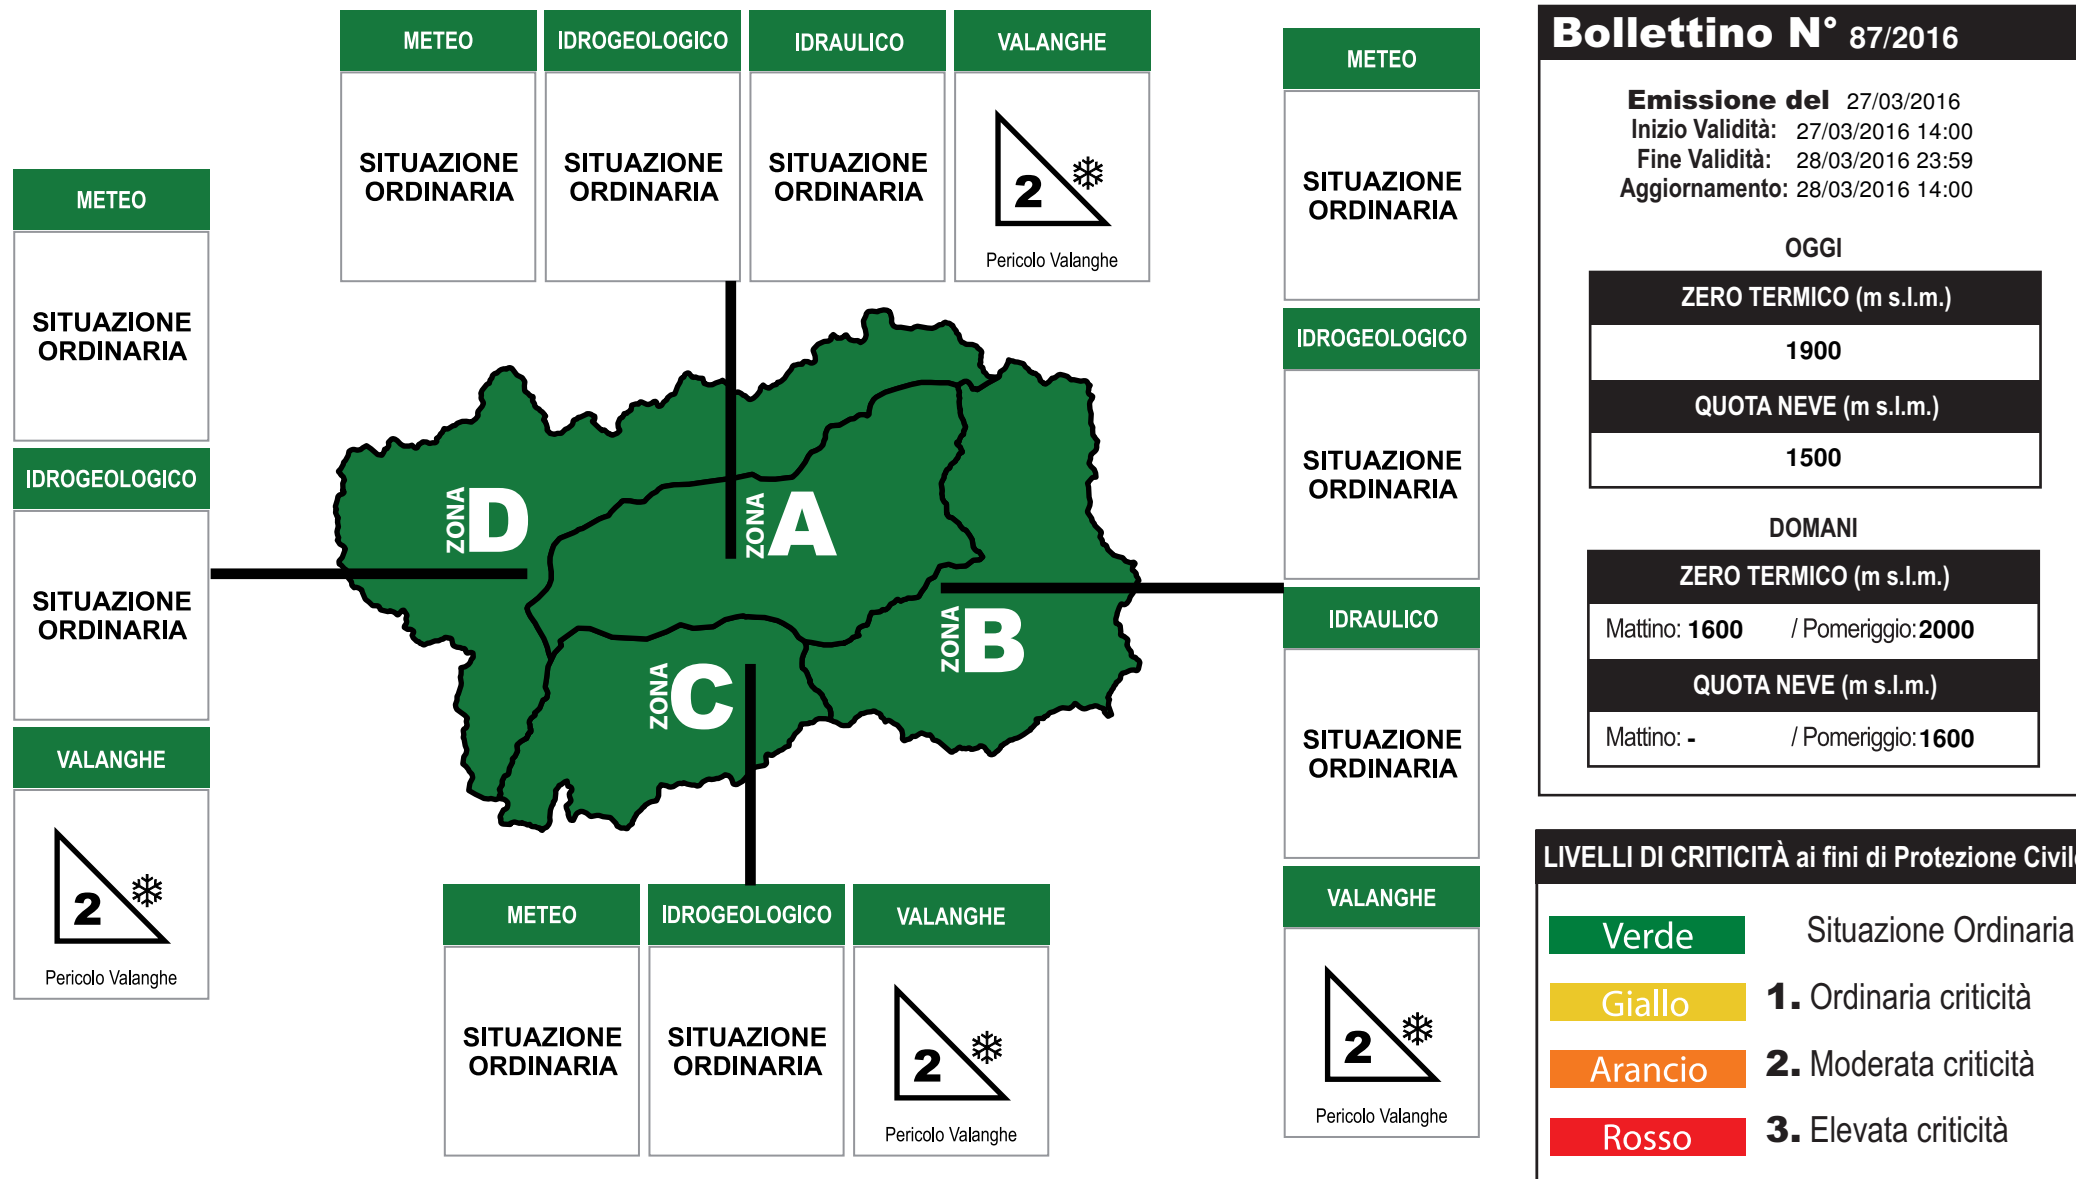 METEO
IDROGEOLOGICO
IDRAULICO
VALANGHE
SITUAZIONE
ORDINARIA
SITUAZIONE
ORDINARIA
SITUAZIONE
ORDINARIA
2
Pericolo Valanghe
METEO
SITUAZIONE
ORDINARIA
IDROGEOLOGICO
SITUAZIONE
ORDINARIA
VALANGHE
2
Pericolo Valanghe
ZONA D
ZONA A
ZONA B
ZONA C
METEO
IDROGEOLOGICO
VALANGHE
SITUAZIONE
ORDINARIA
SITUAZIONE
ORDINARIA
2
Pericolo Valanghe
METEO
SITUAZIONE
ORDINARIA
IDROGEOLOGICO
SITUAZIONE
ORDINARIA
IDRAULICO
SITUAZIONE
ORDINARIA
VALANGHE
2
Pericolo Valanghe
Bollettino N° 87/2016
Emissione del 27/03/2016
Inizio Validità: 27/03/2016 14:00
Fine Validità: 28/03/2016 23:59
Aggiornamento: 28/03/2016 14:00
OGGI
ZERO TERMICO (m s.l.m.)
1900
QUOTA NEVE (m s.l.m.)
1500
DOMANI
ZERO TERMICO (m s.l.m.)
Mattino: 1600 / Pomeriggio: 2000
QUOTA NEVE (m s.l.m.)
Mattino: - / Pomeriggio: 1600
LIVELLI DI CRITICITÀ ai fini di Protezione Civile
Verde Situazione Ordinaria
Giallo 1. Ordinaria criticità
Arancio 2. Moderata criticità
Rosso 3. Elevata criticità